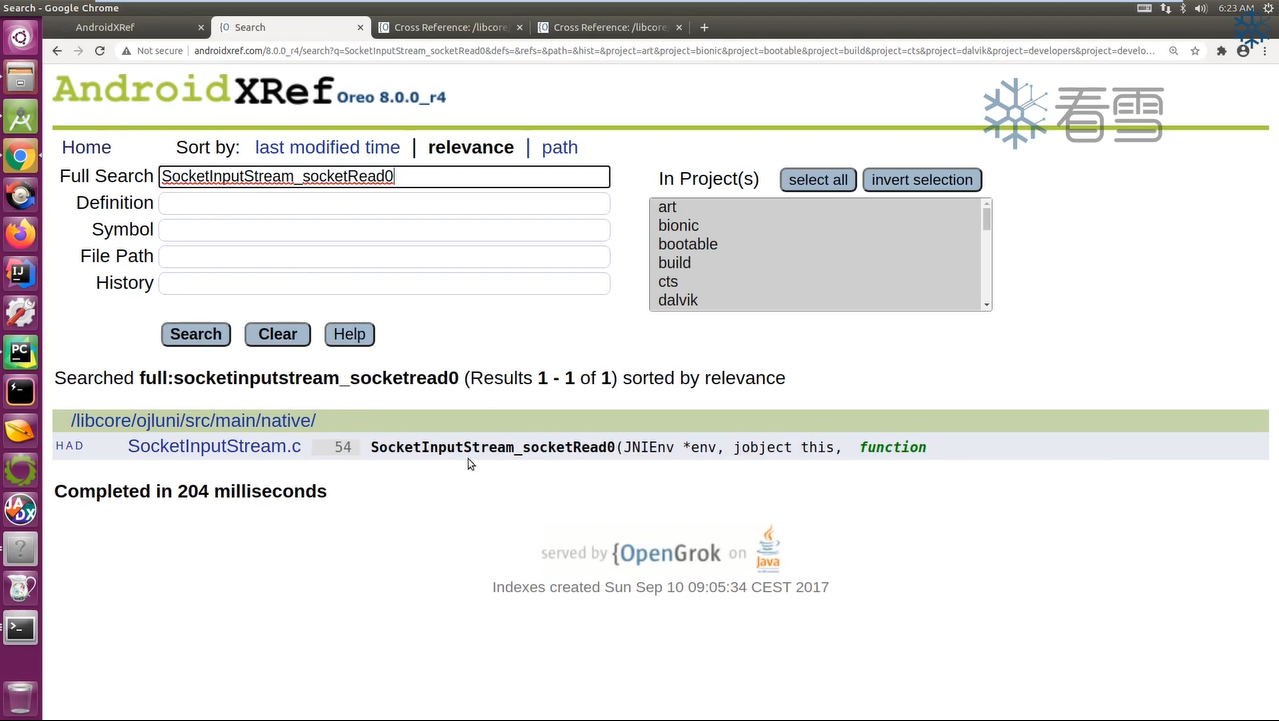 Search - Google Chrome
6:23 AM
AndroidXRef
Search
Cross Reference: /libcore
Cross Reference: /libcore
Not secure
androidxref.com/8.0.0_r4/search?q=SocketInputStream_socketRead0&defs=&refs=&path=&hist=&project=art&project=bionic&project=bootable&project=build&project=cts&project=dalvik&project=developers&project=develo...
AndroidXRef Oreo 8.0.0_r4
看雪
Home
Sort by: last modified time | relevance | path
Full Search SocketInputStream_socketRead0
In Project(s) select all invert selection
Definition
Symbol
File Path
History
art
bionic
bootable
build
cts
dalvik
Search Clear Help
Searched full:socketinputstream_socketread0 (Results 1 - 1 of 1) sorted by relevance
/libcore/ojluni/src/main/native/
H A D SocketInputStream.c 54 SocketInputStream_socketRead0(JNIEnv *env, jobject this, function
Completed in 204 milliseconds
served by {OpenGrok on Java
Indexes created Sun Sep 10 09:05:34 CEST 2017